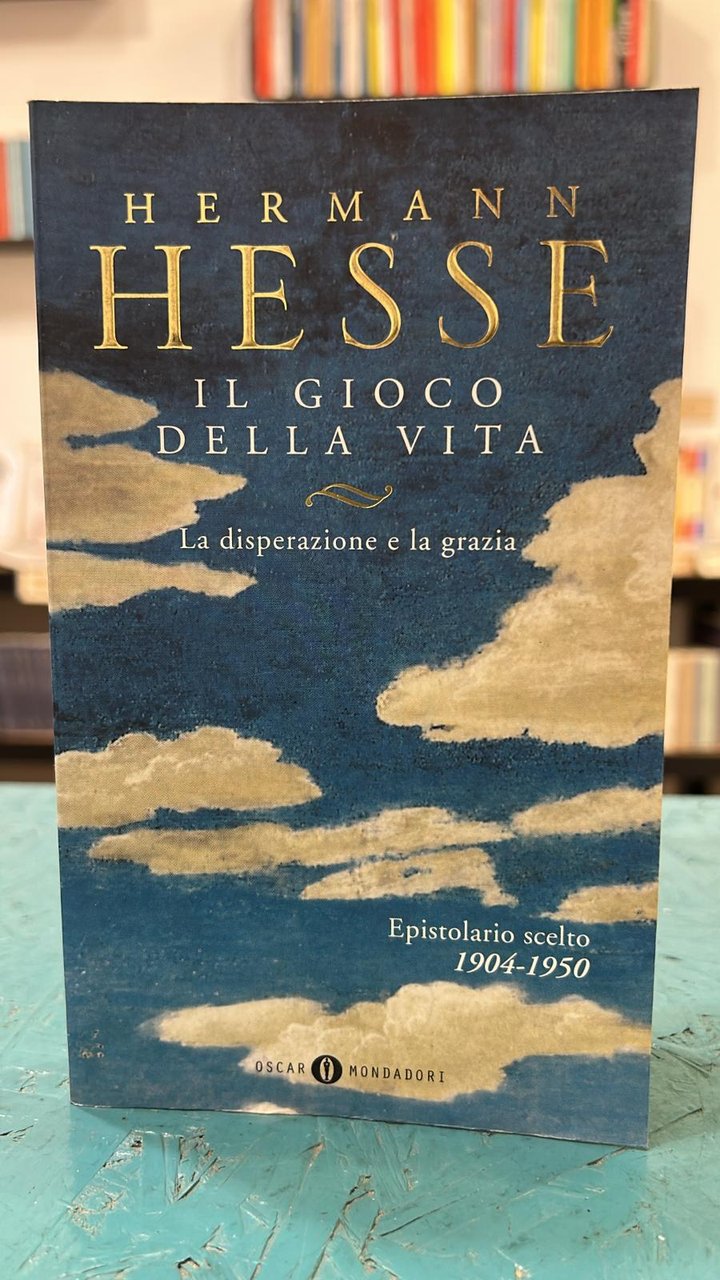 HERMANN
HESSE
IL GIOCO
DELLA VITA
La disperazione e la grazia
Epistolario scelto
1904-1950
OSCAR MONDADORI